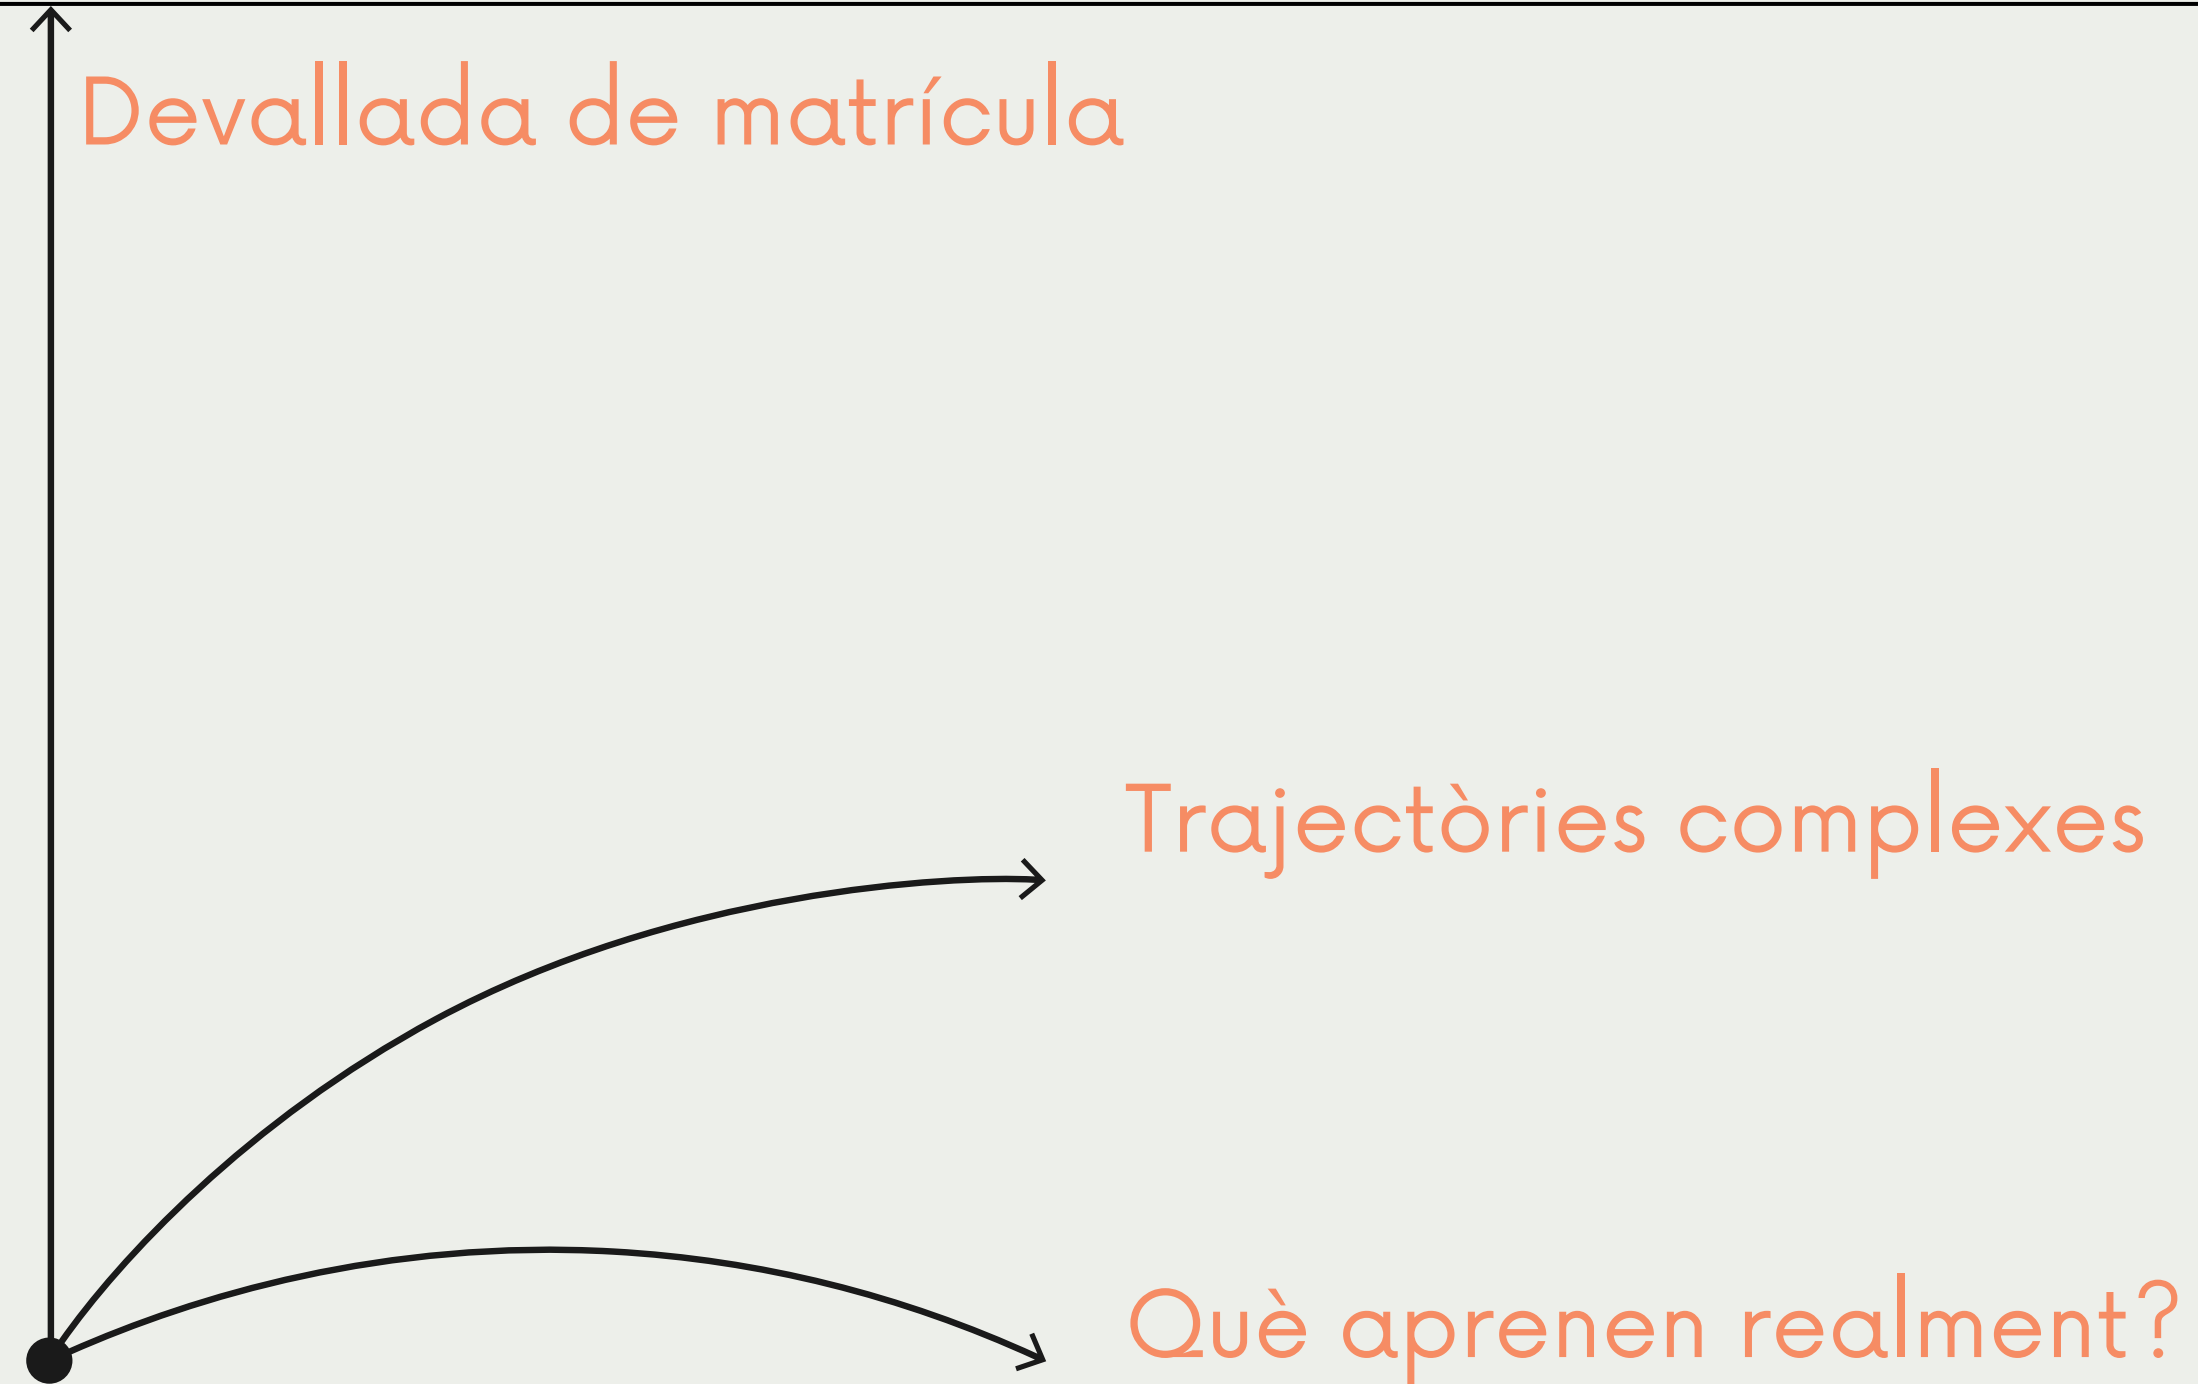 Devallada de matrícula
Trajectòries complexes
Què aprenen realment?